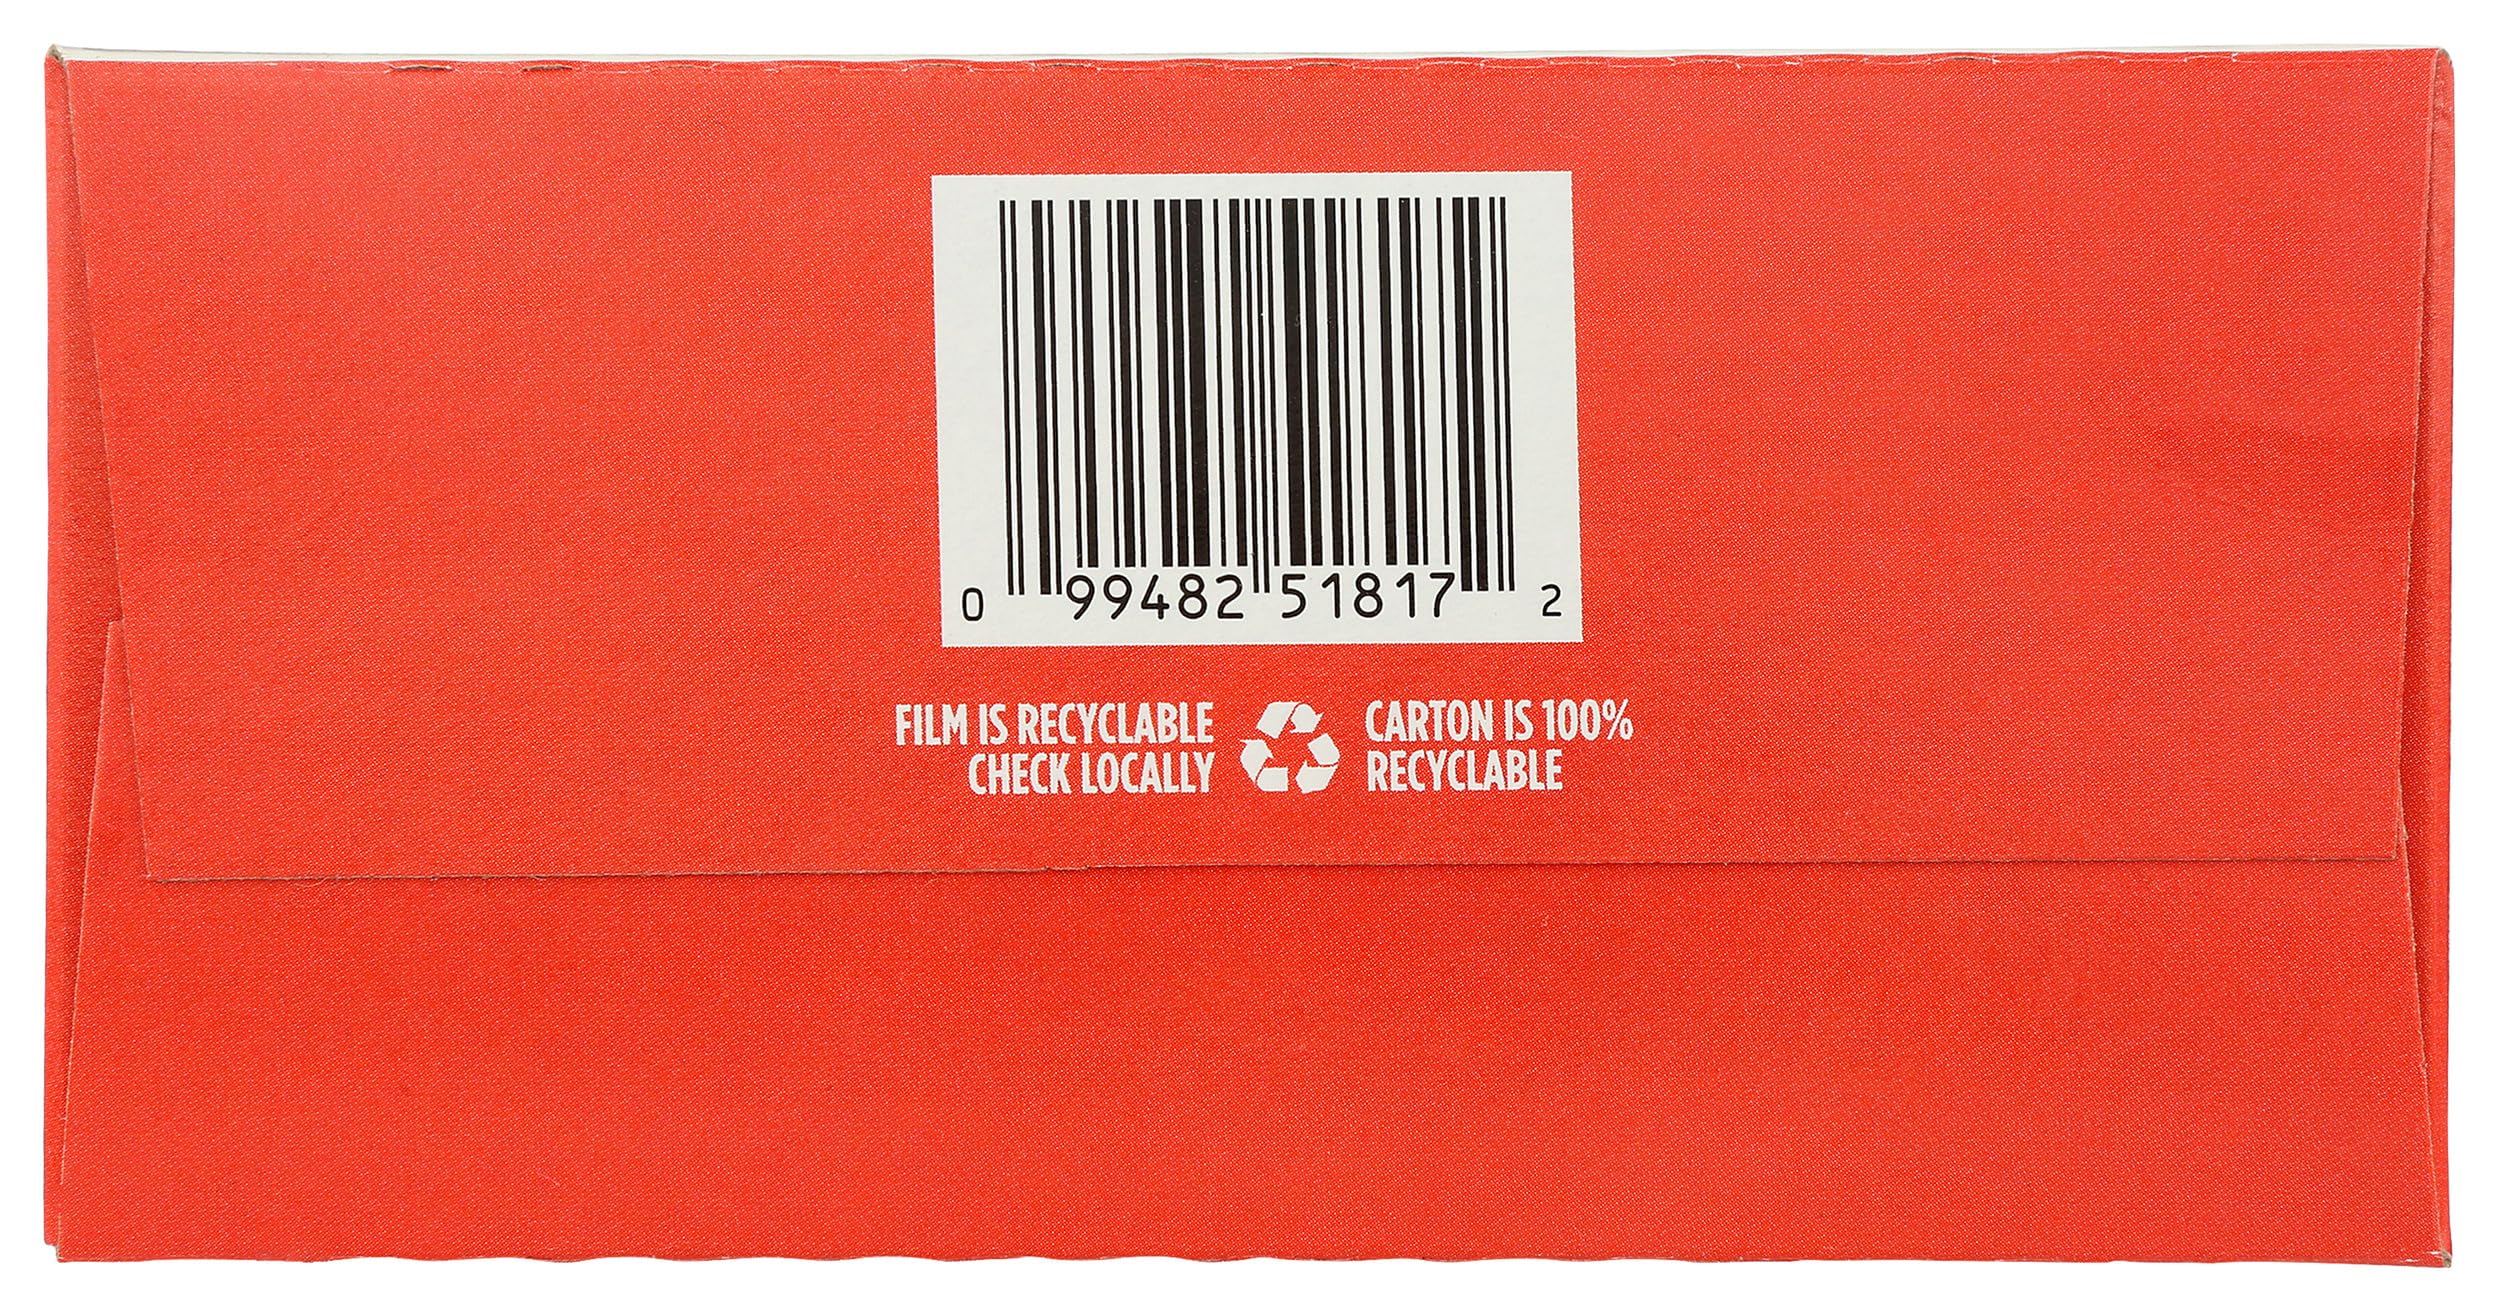 0 99482 51817 2
FILM IS RECYCLABLE
CHECK LOCALLY
CARTON IS 100%
RECYCLABLE